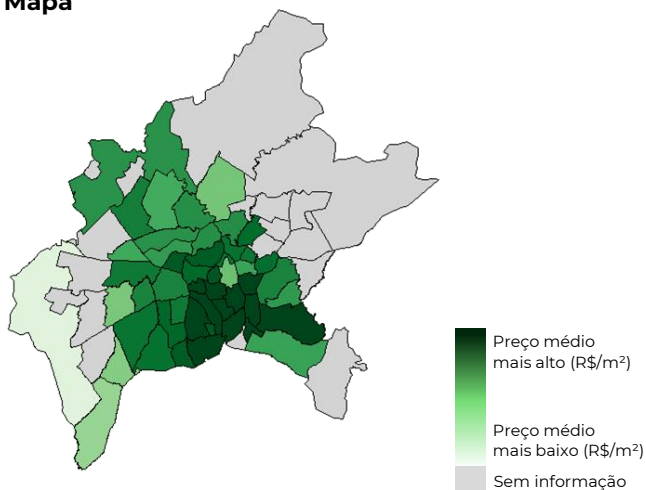 Mapa
Preço médio
mais alto (R$/m²)
Preço médio
mais baixo (R$/m²)
Sem informação